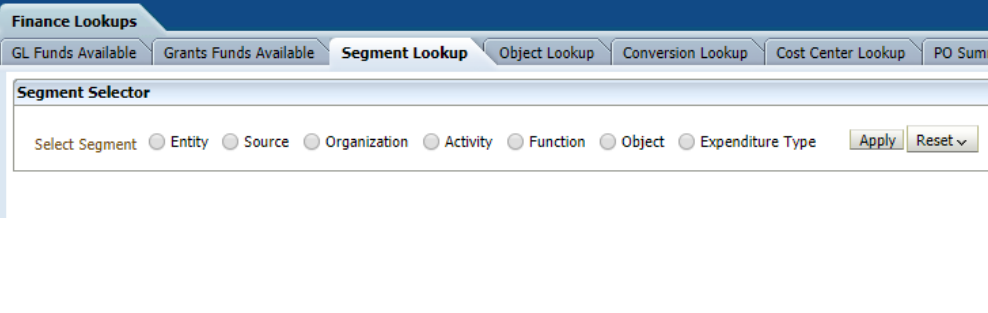 Finance Lookups
GL Funds Available Grants Funds Available Segment Lookup Object Lookup Conversion Lookup Cost Center Lookup PO Sum
Segment Selector
Select Segment Entity Source Organization Activity Function Object Expenditure Type Apply Reset